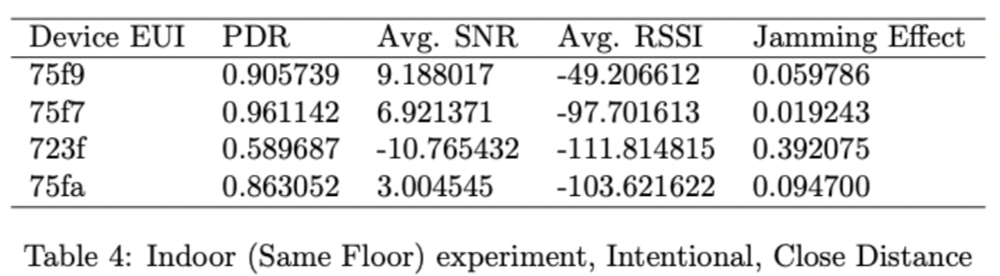 Device EUI PDR Avg. SNR Avg. RSSI Jamming Effect
75f9 0.905739 9.188017 -49.206612 0.059786
75f7 0.961142 6.921371 -97.701613 0.019243
723f 0.589687 -10.765432 -111.814815 0.392075
75fa 0.863052 3.004545 -103.621622 0.094700
Table 4: Indoor (Same Floor) experiment, Intentional, Close Distance